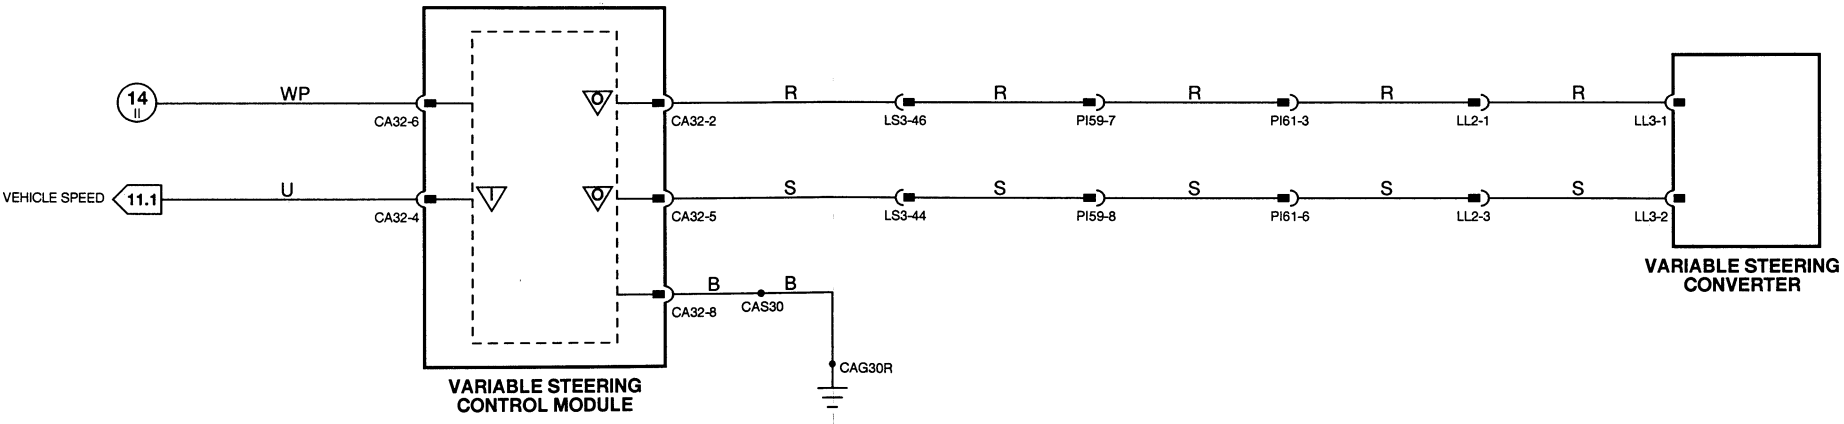 14
II
WP
CA32-6
VEHICLE SPEED
11.1
U
CA32-4
I
O
O
CA32-2
R
LS3-46
R
PI59-7
R
PI61-3
R
LL2-1
R
LL3-1
CA32-5
S
LS3-44
S
PI59-8
S
PI61-6
S
LL2-3
S
LL3-2
CA32-8
B
CAS30
B
CAG30R
VARIABLE STEERING
CONTROL MODULE
VARIABLE STEERING
CONVERTER